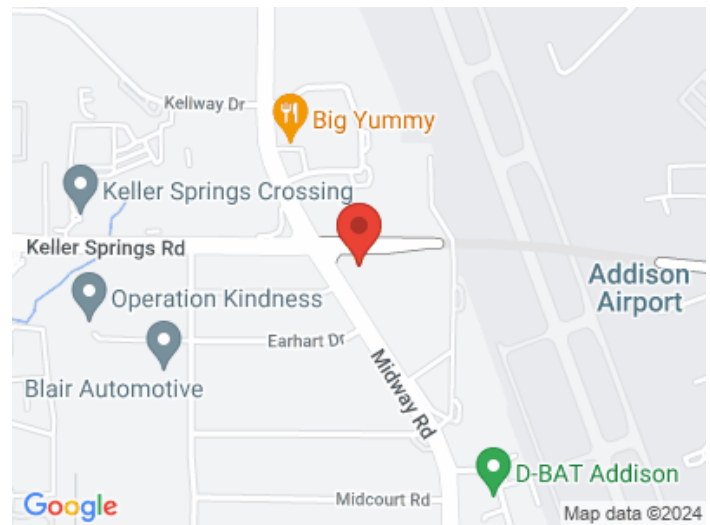 Keliway Dr
Big Yummy
Keller Springs Crossing
Keller Springs Rd
Addison
Airport
Operation Kindness
Earhart Dr
Blair Automotive
Midway Rd
D-BAT Addison
Midcourt Rd
Google
Map data ©2024